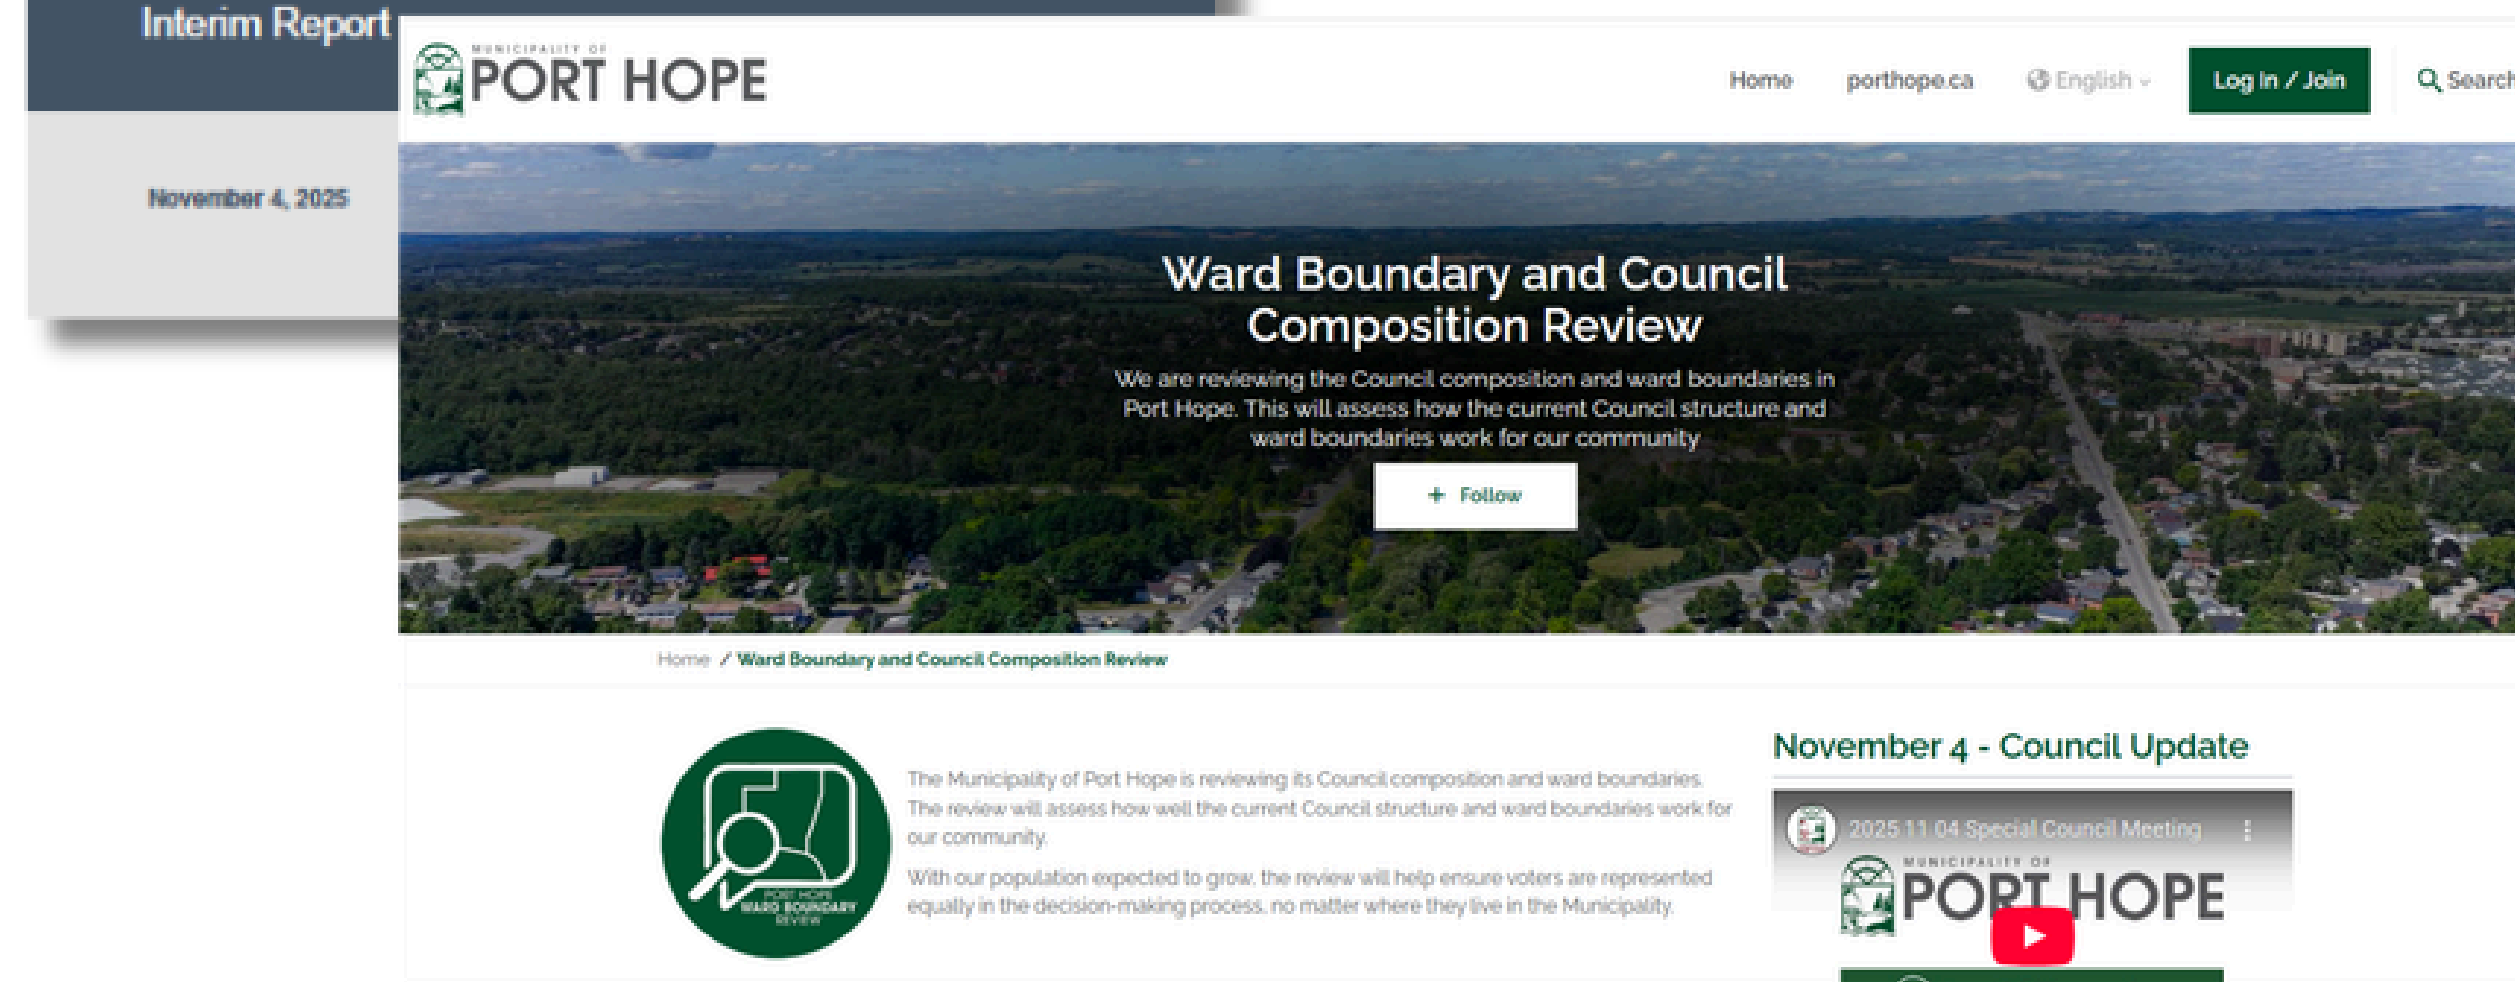 Interim Report
November 4, 2025
MUNICIPALITY OF
PORT HOPE
Home porthope.ca English Log In / Join Search
Ward Boundary and Council
Composition Review
We are reviewing the Council composition and ward boundaries in
Port Hope. This will assess how the current Council structure and
ward boundaries work for our community
+ Follow
Home / Ward Boundary and Council Composition Review
PORT HOPE
WARD BOUNDARY
REVIEW
The Municipality of Port Hope is reviewing its Council composition and ward boundaries.
The review will assess how well the current Council structure and ward boundaries work for
our community.
With our population expected to grow, the review will help ensure voters are represented
equally in the decision-making process, no matter where they live in the Municipality.
November 4 - Council Update
2025 11 04 Special Council Meeting
MUNICIPALITY OF
PORT HOPE